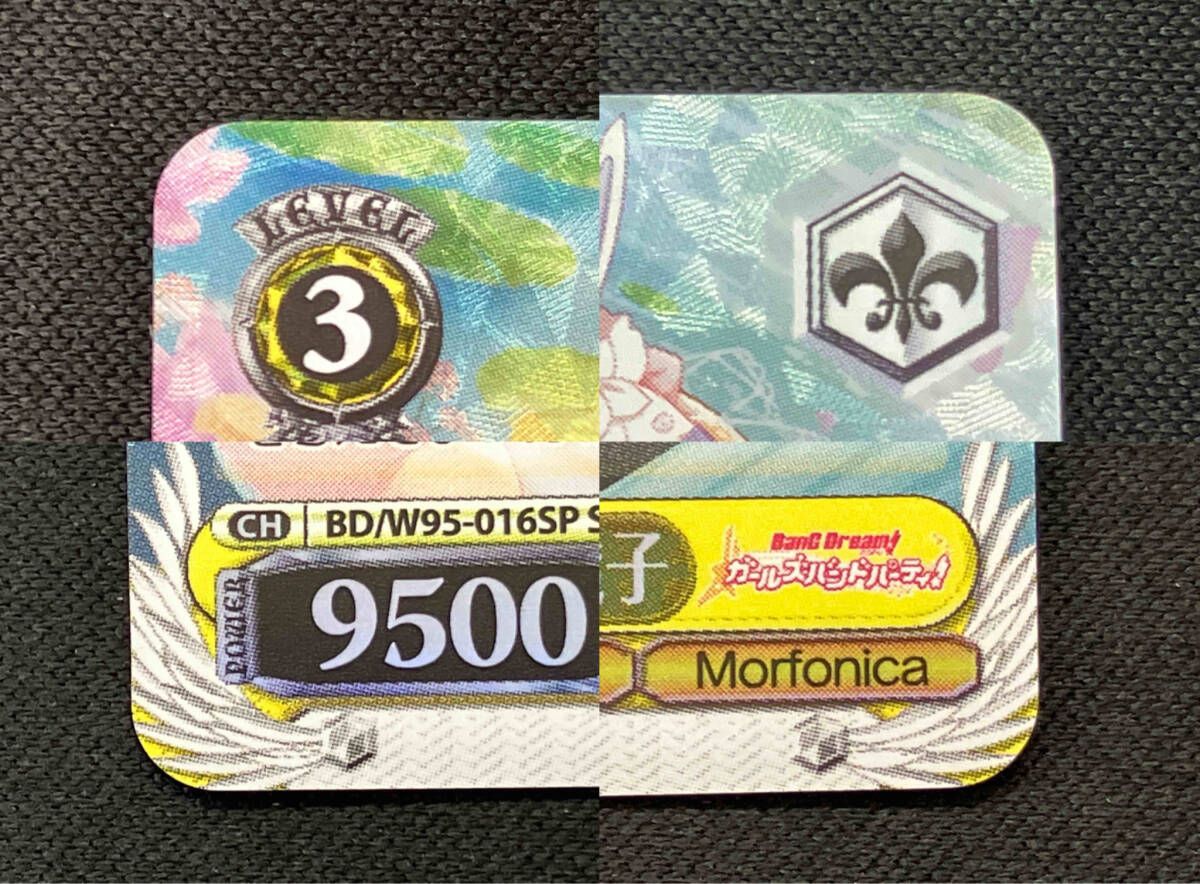 LEVEL
3
CH BD/W95-016SP S
POWER
9500
子
BanG Dream!
ガールズバンドパーティ!
Morfonica